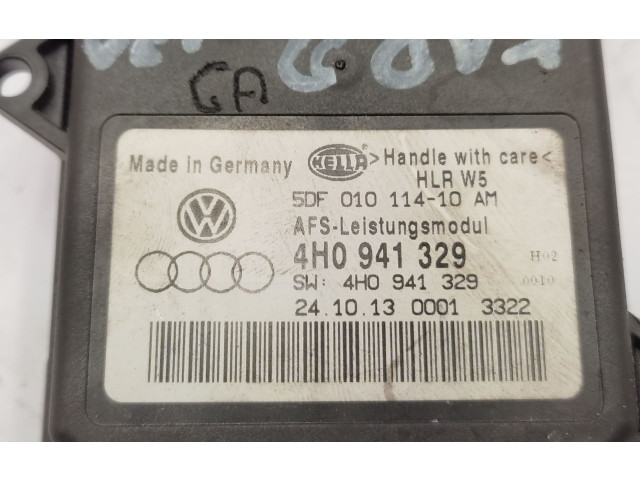 GA
Made in Germany HELLA ® >Handle with care<
HLR W5
5DF 010 114-10 AM
AFS-Leistungsmodul
4H0 941 329 H02
SW: 4H0 941 329 0010
24.10.13 0001 3322